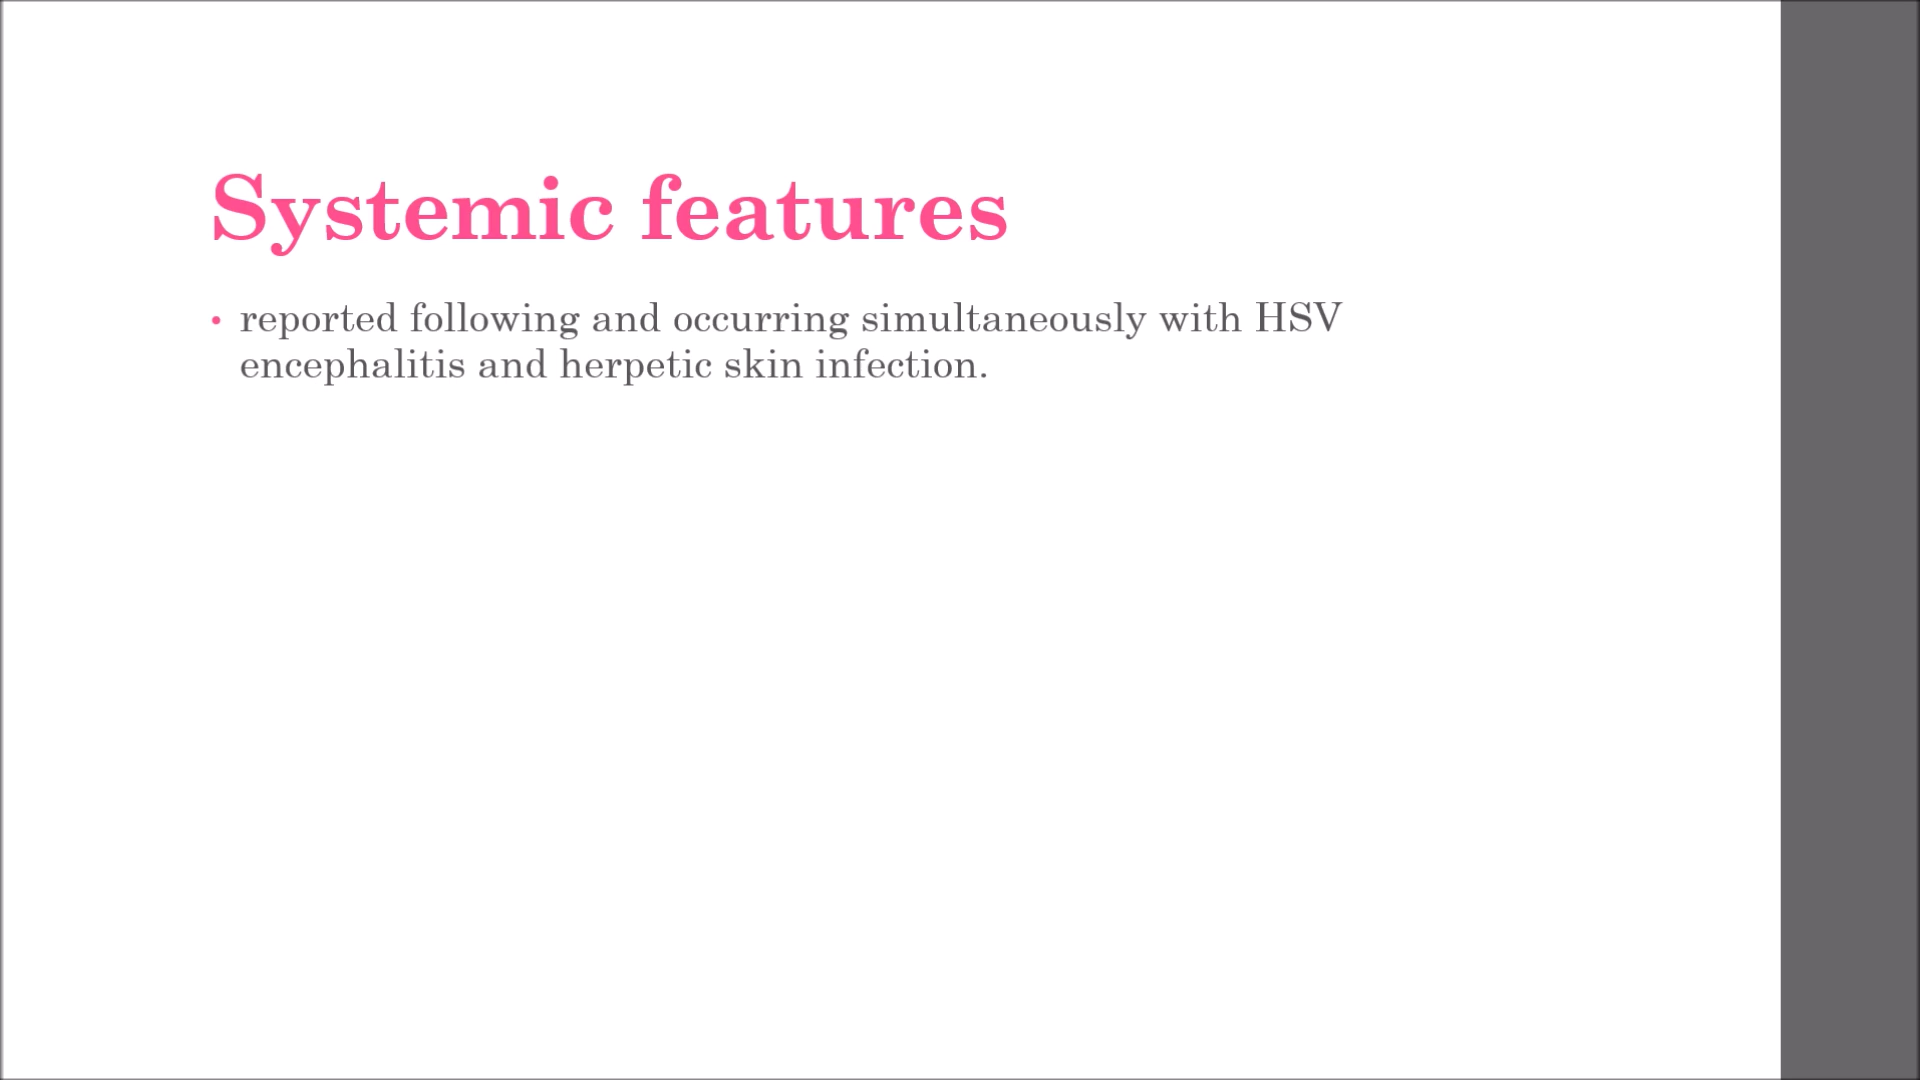 Systemic features
• reported following and occurring simultaneously with HSV
encephalitis and herpetic skin infection.